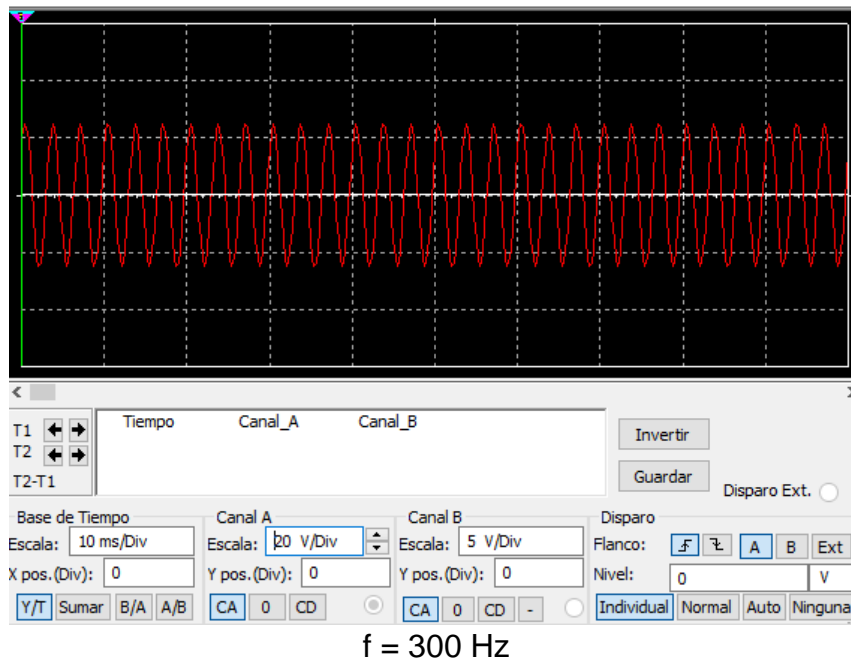 Tiempo Canal_A Canal_B
T1
T2
T2-T1
Invertir
Guardar
Disparo Ext.
Base de Tiempo
Escala: 10 ms/Div
X pos.(Div): 0
Y/T Sumar B/A A/B
Canal A
Escala: 20 V/Div
Y pos.(Div): 0
CA 0 CD
Canal B
Escala: 5 V/Div
Y pos.(Div): 0
CA 0 CD -
Disparo
Flanco: A B Ext
Nivel: 0 V
Individual Normal Auto Ninguna
f = 300 Hz